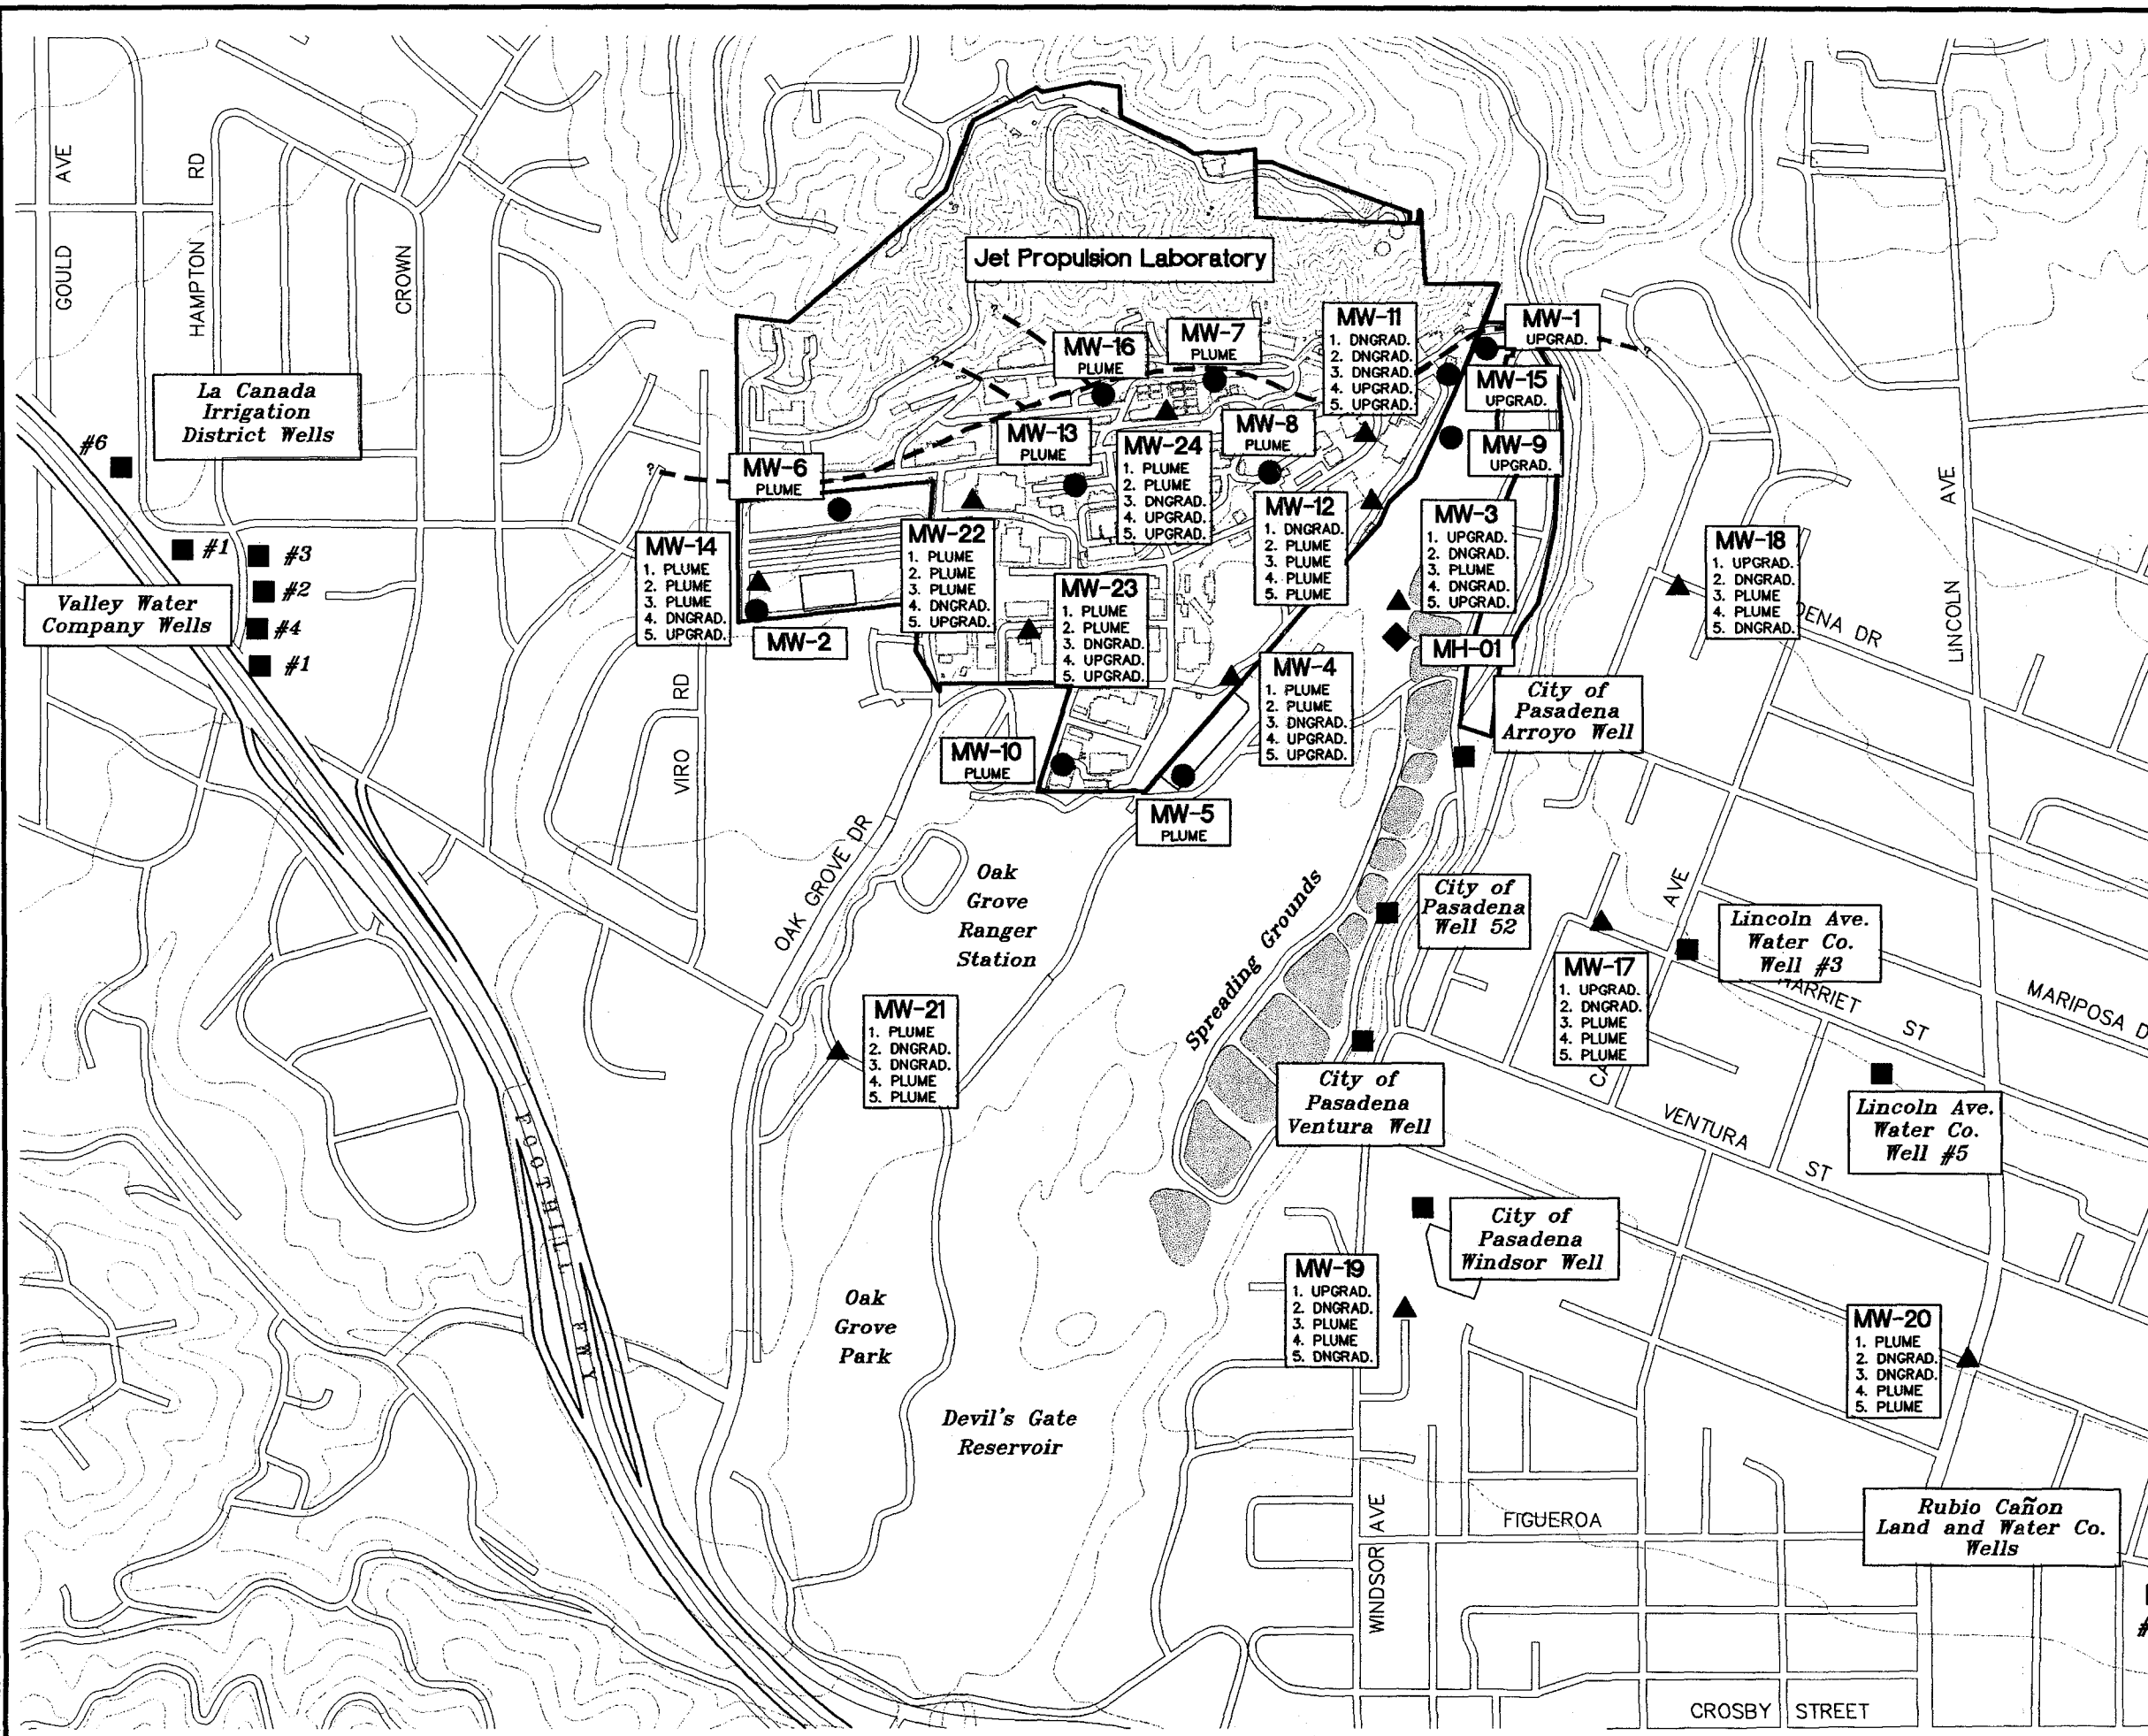 GOULD AVE
HAMPTON RD
CROWN
La Canada
Irrigation
District Wells
#6
#1
#3
#2
#4
#1
Valley Water
Company Wells
Jet Propulsion Laboratory
MW-16
PLUME
MW-7
PLUME
MW-11
1. DNGRAD.
2. DNGRAD.
3. DNGRAD.
4. UPGRAD.
5. UPGRAD.
MW-1
UPGRAD.
MW-15
UPGRAD.
MW-9
UPGRAD.
MW-13
PLUME
MW-24
1. PLUME
2. PLUME
3. DNGRAD.
4. UPGRAD.
5. UPGRAD.
MW-8
PLUME
MW-6
PLUME
MW-12
1. DNGRAD.
2. PLUME
3. PLUME
4. PLUME
5. PLUME
MW-3
1. UPGRAD.
2. DNGRAD.
3. PLUME
4. DNGRAD.
5. UPGRAD.
MH-01
MW-14
1. PLUME
2. PLUME
3. PLUME
4. DNGRAD.
5. UPGRAD.
MW-2
MW-22
1. PLUME
2. PLUME
3. PLUME
4. DNGRAD.
5. UPGRAD.
MW-23
1. PLUME
2. PLUME
3. DNGRAD.
4. UPGRAD.
5. UPGRAD.
MW-4
1. PLUME
2. PLUME
3. DNGRAD.
4. UPGRAD.
5. UPGRAD.
MW-10
PLUME
MW-5
PLUME
MW-18
1. UPGRAD.
2. DNGRAD.
3. PLUME
4. PLUME
5. DNGRAD.
DENA DR
LINCOLN AVE
City of
Pasadena
Arroyo Well
VIRO RD
OAK GROVE DR
Oak
Grove
Ranger
Station
Spreading Grounds
City of
Pasadena
Well 52
AVE
Lincoln Ave.
Water Co.
Well #3
HARRIET ST
MARIPOSA D
MW-17
1. UPGRAD.
2. DNGRAD.
3. PLUME
4. PLUME
5. PLUME
CA
MW-21
1. PLUME
2. DNGRAD.
3. DNGRAD.
4. PLUME
5. PLUME
City of
Pasadena
Ventura Well
VENTURA ST
Lincoln Ave.
Water Co.
Well #5
FOOTHILL FWY
City of
Pasadena
Windsor Well
MW-19
1. UPGRAD.
2. DNGRAD.
3. PLUME
4. PLUME
5. DNGRAD.
Oak
Grove
Park
MW-20
1. PLUME
2. DNGRAD.
3. DNGRAD.
4. PLUME
5. PLUME
Devil's Gate
Reservoir
WINDSOR AVE
FIGUEROA
Rubio Cañon
Land and Water Co.
Wells
#
CROSBY STREET